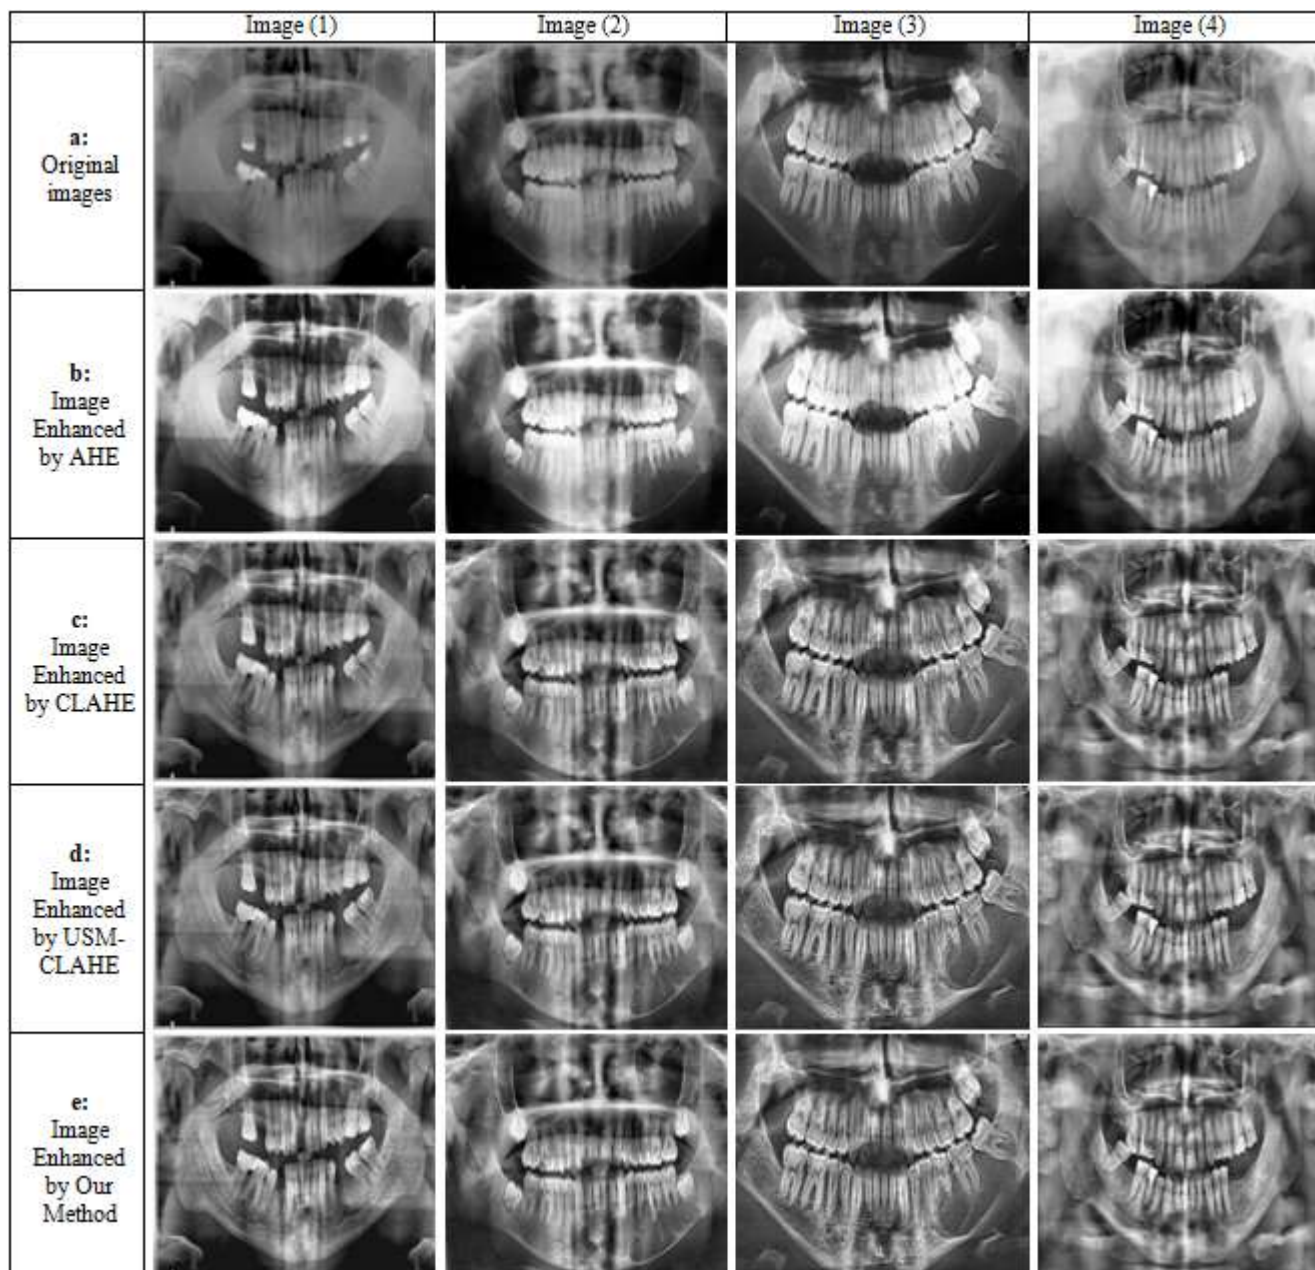 Image (1)
Image (2)
Image (3)
Image (4)
a:
Original
images
b:
Image
Enhanced
by AHE
c:
Image
Enhanced
by CLAHE
d:
Image
Enhanced
by USM-
CLAHE
e:
Image
Enhanced
by Our
Method